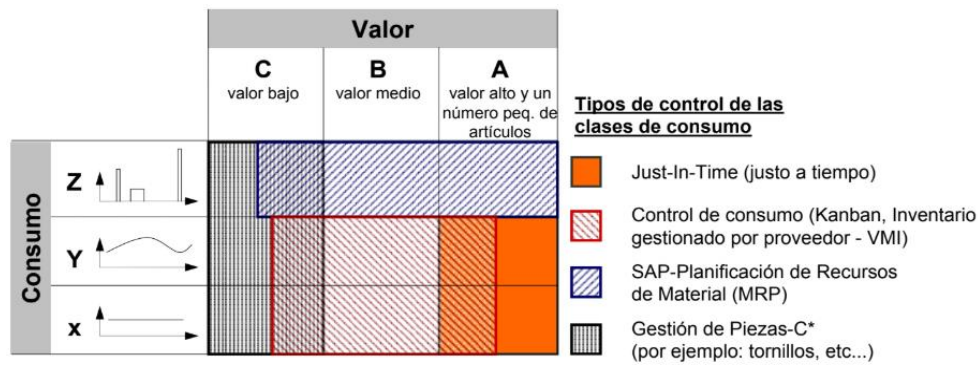 Valor
C
valor bajo
B
valor medio
A
valor alto y un
número peq. de
artículos
Consumo
Z
Y
x
Tipos de control de las
clases de consumo
Just-In-Time (justo a tiempo)
Control de consumo (Kanban, Inventario
gestionado por proveedor - VMI)
SAP-Planificación de Recursos
de Material (MRP)
Gestión de Piezas-C*
(por ejemplo: tornillos, etc...)